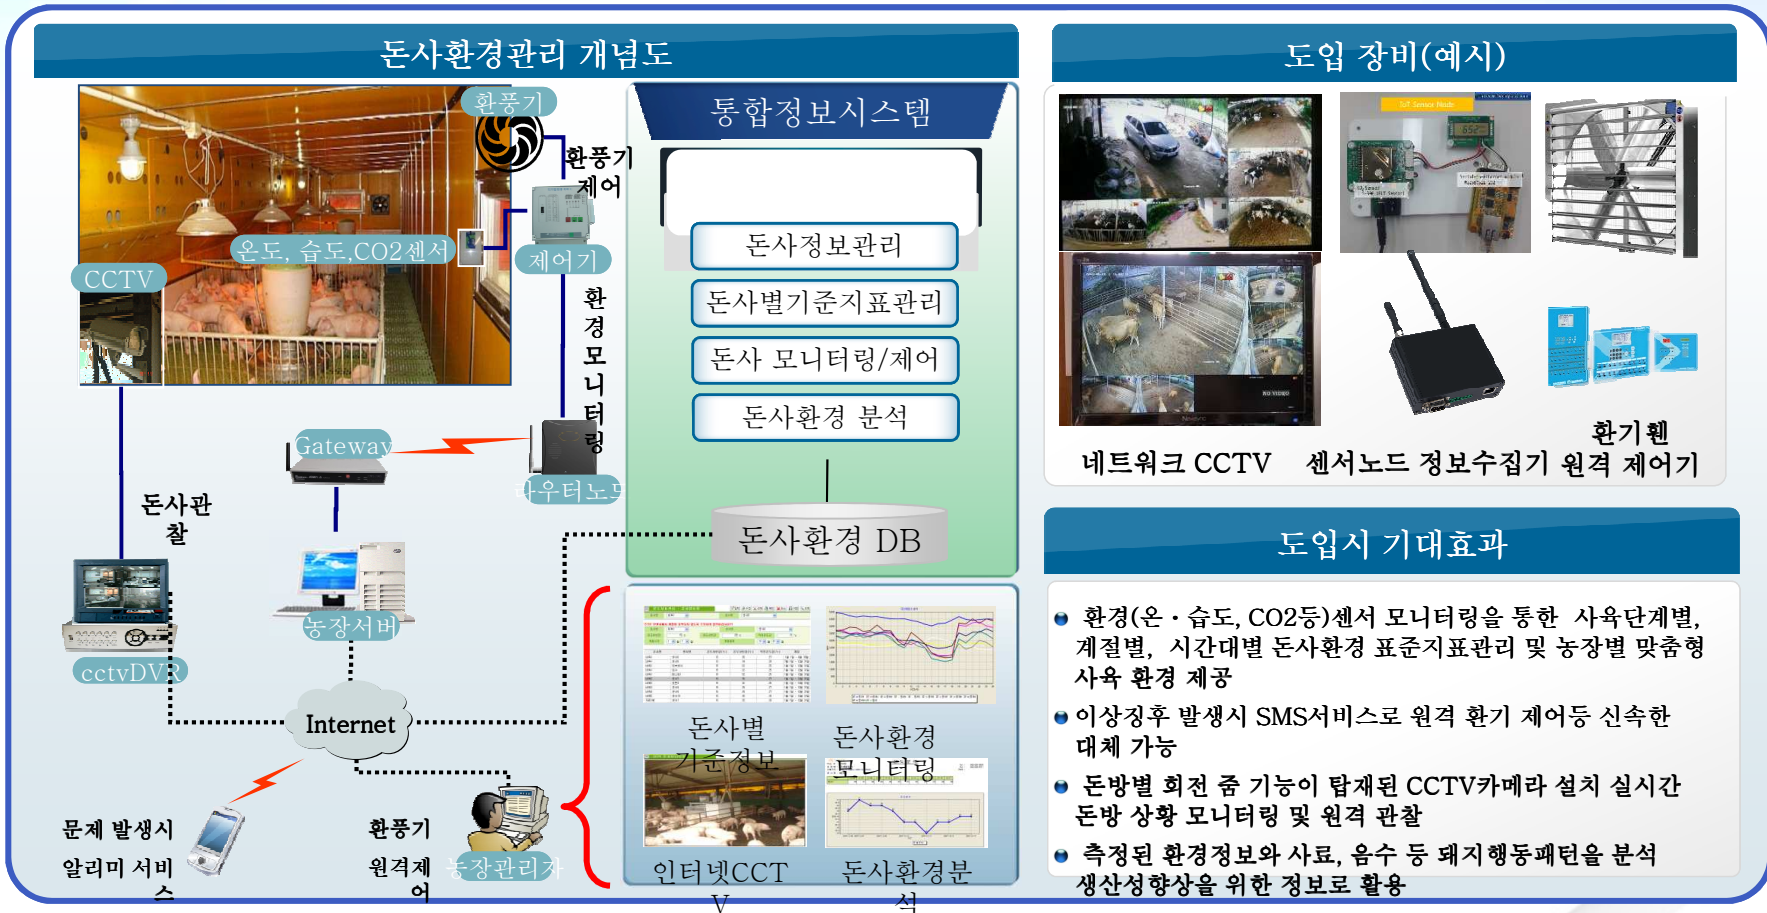 돈사환경관리 개념도
환풍기
환풍기
제어
온도, 습도,CO2센서
제어기
CCTV
환
경
모
니
터
링
Gateway
라우터노드
돈사관
찰
농장서버
cctvDVR
Internet
문제 발생시
알리미 서비
스
환풍기
원격제
어
농장관리자
통합정보시스템
돈사정보관리
돈사별기준지표관리
돈사 모니터링/제어
돈사환경 분석
돈사환경 DB
돈사별
기준정보
돈사환경
모니터링
인터넷CCT
V
돈사환경분
석
도입 장비(예시)
IoT Sensor Node
NO VIDEO
네트워크 CCTV
센서노드 정보수집기
환기휀
원격 제어기
도입시 기대효과
환경(온・습도, CO2등)센서 모니터링을 통한 사육단계별,
계절별, 시간대별 돈사환경 표준지표관리 및 농장별 맞춤형
사육 환경 제공
이상징후 발생시 SMS서비스로 원격 환기 제어등 신속한
대체 가능
돈방별 회전 줌 기능이 탑재된 CCTV카메라 설치 실시간
돈방 상황 모니터링 및 원격 관찰
측정된 환경정보와 사료, 음수 등 돼지행동패턴을 분석
생산성향상을 위한 정보로 활용